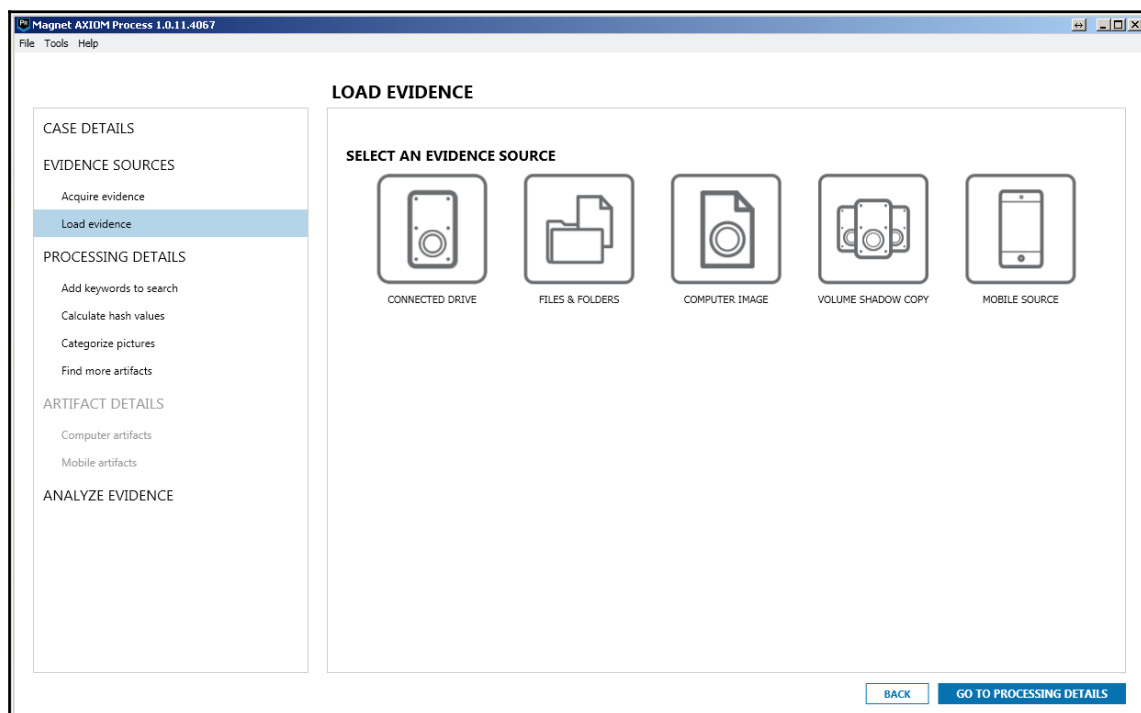 Magnet AXIOM Process 1.0.11.4067
File Tools Help
LOAD EVIDENCE
CASE DETAILS
EVIDENCE SOURCES
Acquire evidence
Load evidence
PROCESSING DETAILS
Add keywords to search
Calculate hash values
Categorize pictures
Find more artifacts
ARTIFACT DETAILS
Computer artifacts
Mobile artifacts
ANALYZE EVIDENCE
SELECT AN EVIDENCE SOURCE
CONNECTED DRIVE
FILES & FOLDERS
COMPUTER IMAGE
VOLUME SHADOW COPY
MOBILE SOURCE
BACK
GO TO PROCESSING DETAILS